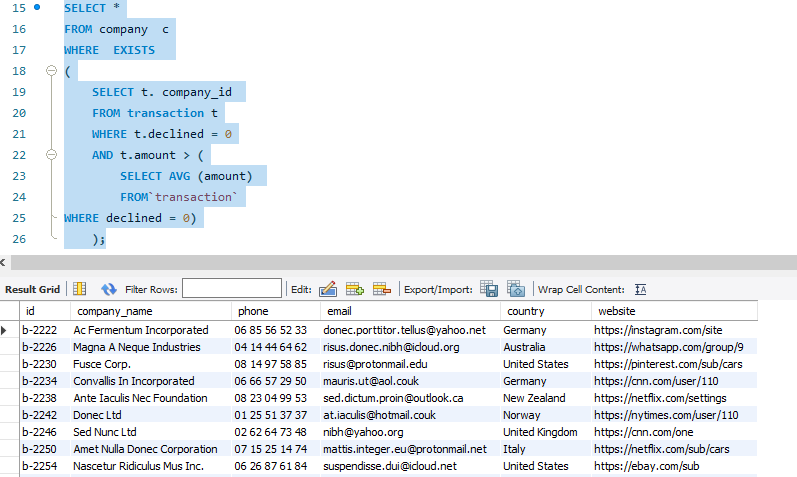 15 SELECT *
16 FROM company  c
17 WHERE  EXISTS
18 (
19     SELECT t. company_id
20     FROM transaction t
21     WHERE t.declined = 0
22     AND t.amount > (
23         SELECT AVG (amount)
24         FROM`transaction`
25 WHERE declined = 0)
26     );
Result Grid Filter Rows: Edit: Export/Import: Wrap Cell Content: IA
id company_name phone email country website
b-2222 Ac Fermentum Incorporated 06 85 56 52 33 donec.porttitor.tellus@yahoo.net Germany https://instagram.com/site
b-2226 Magna A Neque Industries 04 14 44 64 62 risus.donec.nibh@icloud.org Australia https://whatsapp.com/group/9
b-2230 Fusce Corp. 08 14 97 58 85 risus@protonmail.edu United States https://pinterest.com/sub/cars
b-2234 Convallis In Incorporated 06 66 57 29 50 mauris.ut@aol.couk Germany https://cnn.com/user/110
b-2238 Ante Iaculis Nec Foundation 08 23 04 99 53 sed.dictum.proin@outlook.ca New Zealand https://netflix.com/settings
b-2242 Donec Ltd 01 25 51 37 37 at.iaculis@hotmail.couk Norway https://nytimes.com/user/110
b-2246 Sed Nunc Ltd 02 62 64 73 48 nibh@yahoo.org United Kingdom https://cnn.com/one
b-2250 Amet Nulla Donec Corporation 07 15 25 14 74 mattis.integer.eu@protonmail.net Italy https://netflix.com/sub/cars
b-2254 Nascetur Ridiculus Mus Inc. 06 26 87 61 84 suspendisse.dui@icloud.net United States https://ebay.com/sub